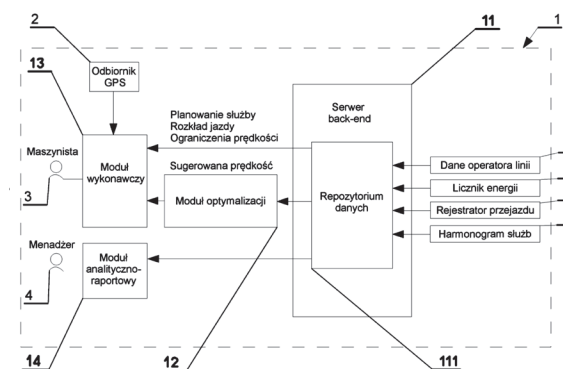 2
11
1
13
Odbiornik
GPS
Serwer
back-end
Planowanie służby
Rozkład jazdy
Ograniczenia prędkości
Maszynista
Moduł
wykonawczy
Sugerowana prędkość
Moduł optymalizacji
Repozytorium
danych
Dane operatora linii
Licznik energii
Rejestrator przejazdu
Harmonogram służb
3
Menadżer
Moduł
analityczno-
raportowy
4
14
12
111